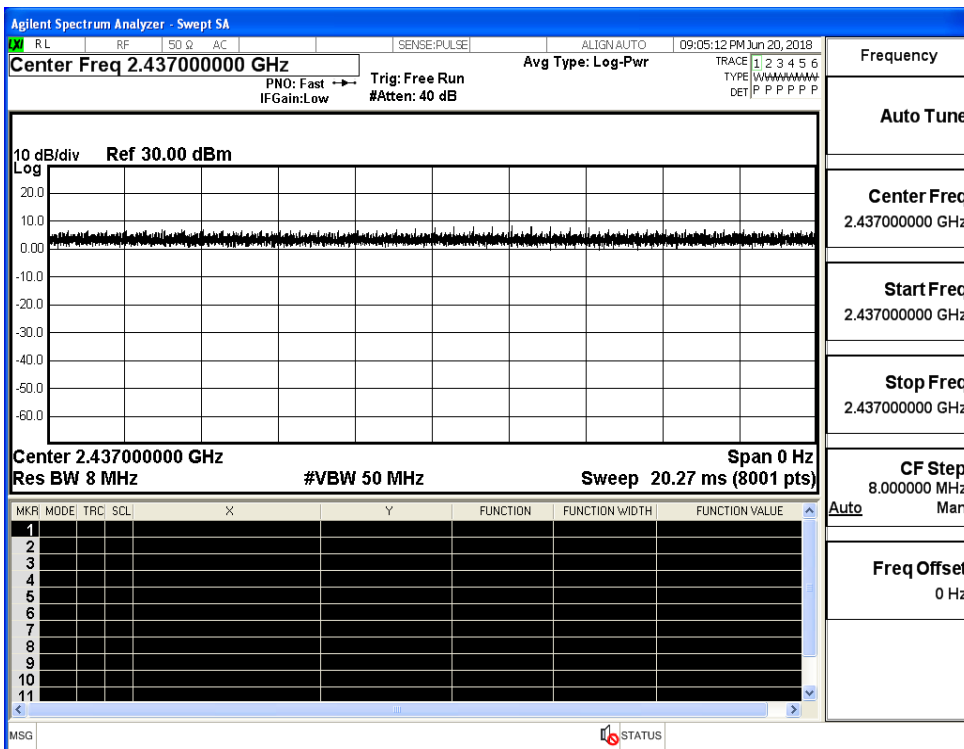 Agilent Spectrum Analyzer - Swept SA
LXI RL RF 50 Ω AC SENSE:PULSE ALIGN AUTO 09:05:12 PM Jun 20, 2018
Center Freq 2.437000000 GHz
PNO: Fast
IFGain:Low
Trig: Free Run
#Atten: 40 dB
Avg Type: Log-Pwr
TRACE 1 2 3 4 5 6
TYPE WWWWWW
DET P P P P P P
10 dB/div Ref 30.00 dBm
Log
20.0
10.0
0.00
-10.0
-20.0
-30.0
-40.0
-50.0
-60.0
Center 2.437000000 GHz Span 0 Hz
Res BW 8 MHz #VBW 50 MHz Sweep 20.27 ms (8001 pts)
MKR MODE TRC SCL X Y FUNCTION FUNCTION WIDTH FUNCTION VALUE
1
2
3
4
5
6
7
8
9
10
11
MSG STATUS
Frequency
Auto Tune
Center Freq
2.437000000 GHz
Start Freq
2.437000000 GHz
Stop Freq
2.437000000 GHz
CF Step
8.000000 MHz
Auto Man
Freq Offset
0 Hz